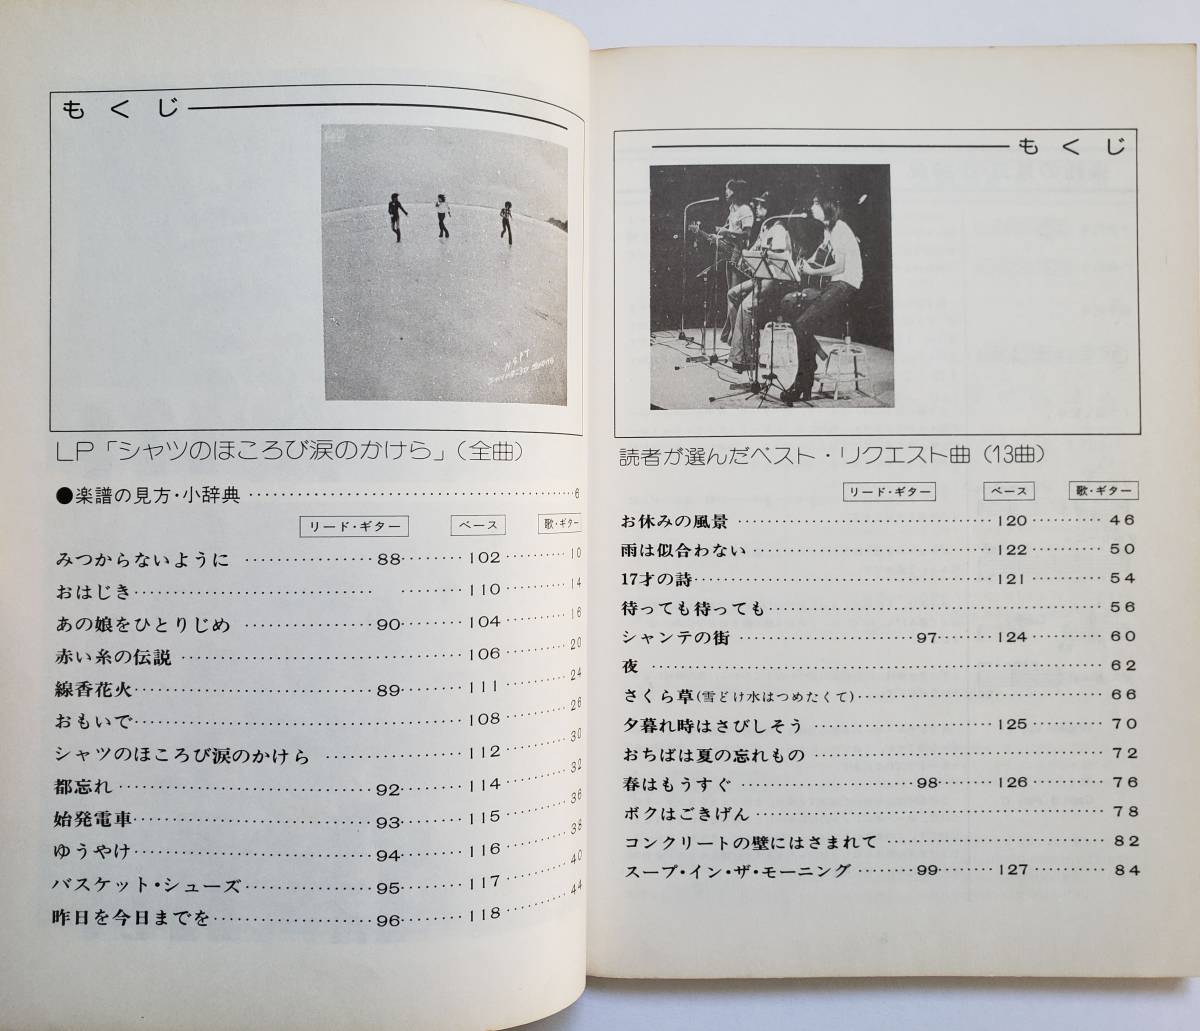 もくじ
LP「シャツのほころび涙のかけら」(全曲)
●楽譜の見方・小辞典 6
リード・ギター ベース 歌・ギター
みつからないように 88 102 10
おはじき 110 14
あの娘をひとりじめ 90 104 16
赤い糸の伝説 106 20
線香花火 89 111 24
おもいで 108 26
シャツのほころび涙のかけら 112 30
都忘れ 92 114 32
始発電車 93 115 36
ゆうやけ 94 116 38
バスケット・シューズ 95 117 40
昨日を今日までを 96 118 44
もくじ
読者が選んだベスト・リクエスト曲(13曲)
リード・ギター ベース 歌・ギター
お休みの風景 120 46
雨は似合わない 122 50
17才の詩 121 54
待っても待っても 56
シャンテの街 97 124 60
夜 62
さくら草(雪どけ水はつめたくて) 66
夕暮れ時はさびしそう 125 70
おちばは夏の忘れもの 72
春はもうすぐ 98 126 76
ボクはごきげん 78
コンクリートの壁にはさまれて 82
スープ・イン・ザ・モーニング 99 127 84